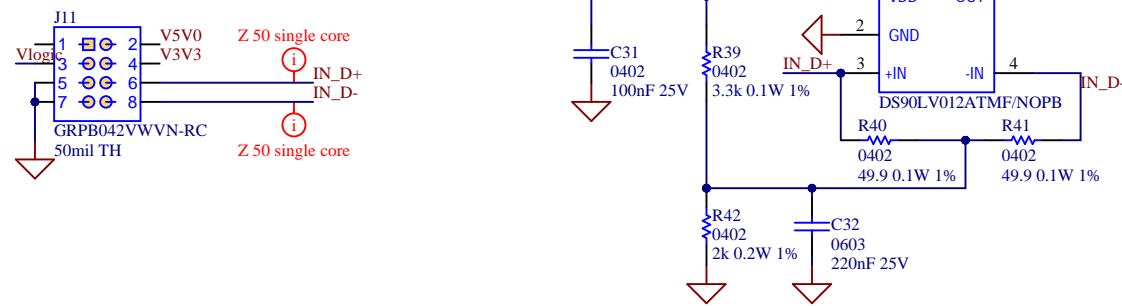 J11
1
2
V5V0
Vlogic
3
4
V3V3
5
6
7
8
GRPB042VWVN-RC
50mil TH
Z 50 single core
i
IN_D+
IN_D-
i
Z 50 single core
C31
0402
100nF 25V
R39
0402
3.3k 0.1W 1%
2
GND
IN_D+
3
+IN
-IN
4
IN_D-
DS90LV012ATMF/NOPB
R40
0402
49.9 0.1W 1%
R41
0402
49.9 0.1W 1%
R42
0402
2k 0.2W 1%
C32
0603
220nF 25V